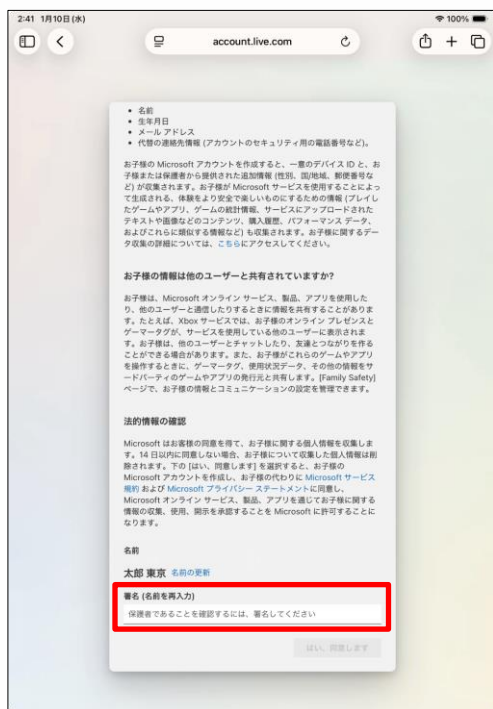 2:41 1月10日(水)
100%
account.live.com
• 名前
• 生年月日
• メール アドレス
• 代替の連絡先情報 (アカウントのセキュリティ用の電話番号など)。
お子様の Microsoft アカウントを作成すると、一意のデバイス ID と、お
子様または保護者から提供された追加情報 (性別、国/地域、郵便番号な
ど) が収集されます。お子様が Microsoft サービスを使用することによっ
て生成される、体験をより安全で楽しいものにするための情報 (プレイし
たゲームやアプリ、ゲームの統計情報、サービスにアップロードされた
テキストや画像などのコンテンツ、購入履歴、パフォーマンス データ、
およびこれらに類似する情報など) も収集されます。お子様に関するデー
タ収集の詳細については、こちらにアクセスしてください。
お子様の情報は他のユーザーと共有されていますか?
お子様は、Microsoft オンライン サービス、製品、アプリを使用した
り、他のユーザーと通信したりするときに情報を共有することがありま
す。たとえば、Xbox サービスでは、お子様のオンライン プレゼンスと
ゲーマータグが、サービスを使用している他のユーザーに表示されま
す。お子様は、他のユーザーとチャットしたり、友達とつながりを作る
ことができる場合があります。また、お子様がこれらのゲームやアプリ
を操作するときに、ゲーマータグ、使用状況データ、その他の情報をサ
ードパーティのゲームやアプリの発行元と共有します。[Family Safety]
ページで、お子様の情報とコミュニケーションの設定を管理できます。
法的情報の確認
Microsoft はお客様の同意を得て、お子様に関する個人情報を収集しま
す。14 日以内に同意しない場合、お子様について収集した個人情報は削
除されます。下の [はい、同意します] を選択すると、お子様の
Microsoft アカウントを作成し、お子様の代わりに Microsoft サービス
規約 および Microsoft プライバシー ステートメントに同意し、
Microsoft オンライン サービス、製品、アプリを通じてお子様に関する
情報の収集、使用、開示を承認することを Microsoft に許可することに
なります。
名前
太郎 東京 名前の更新
署名 (名前を再入力)
保護者であることを確認するには、署名してください
はい、同意します